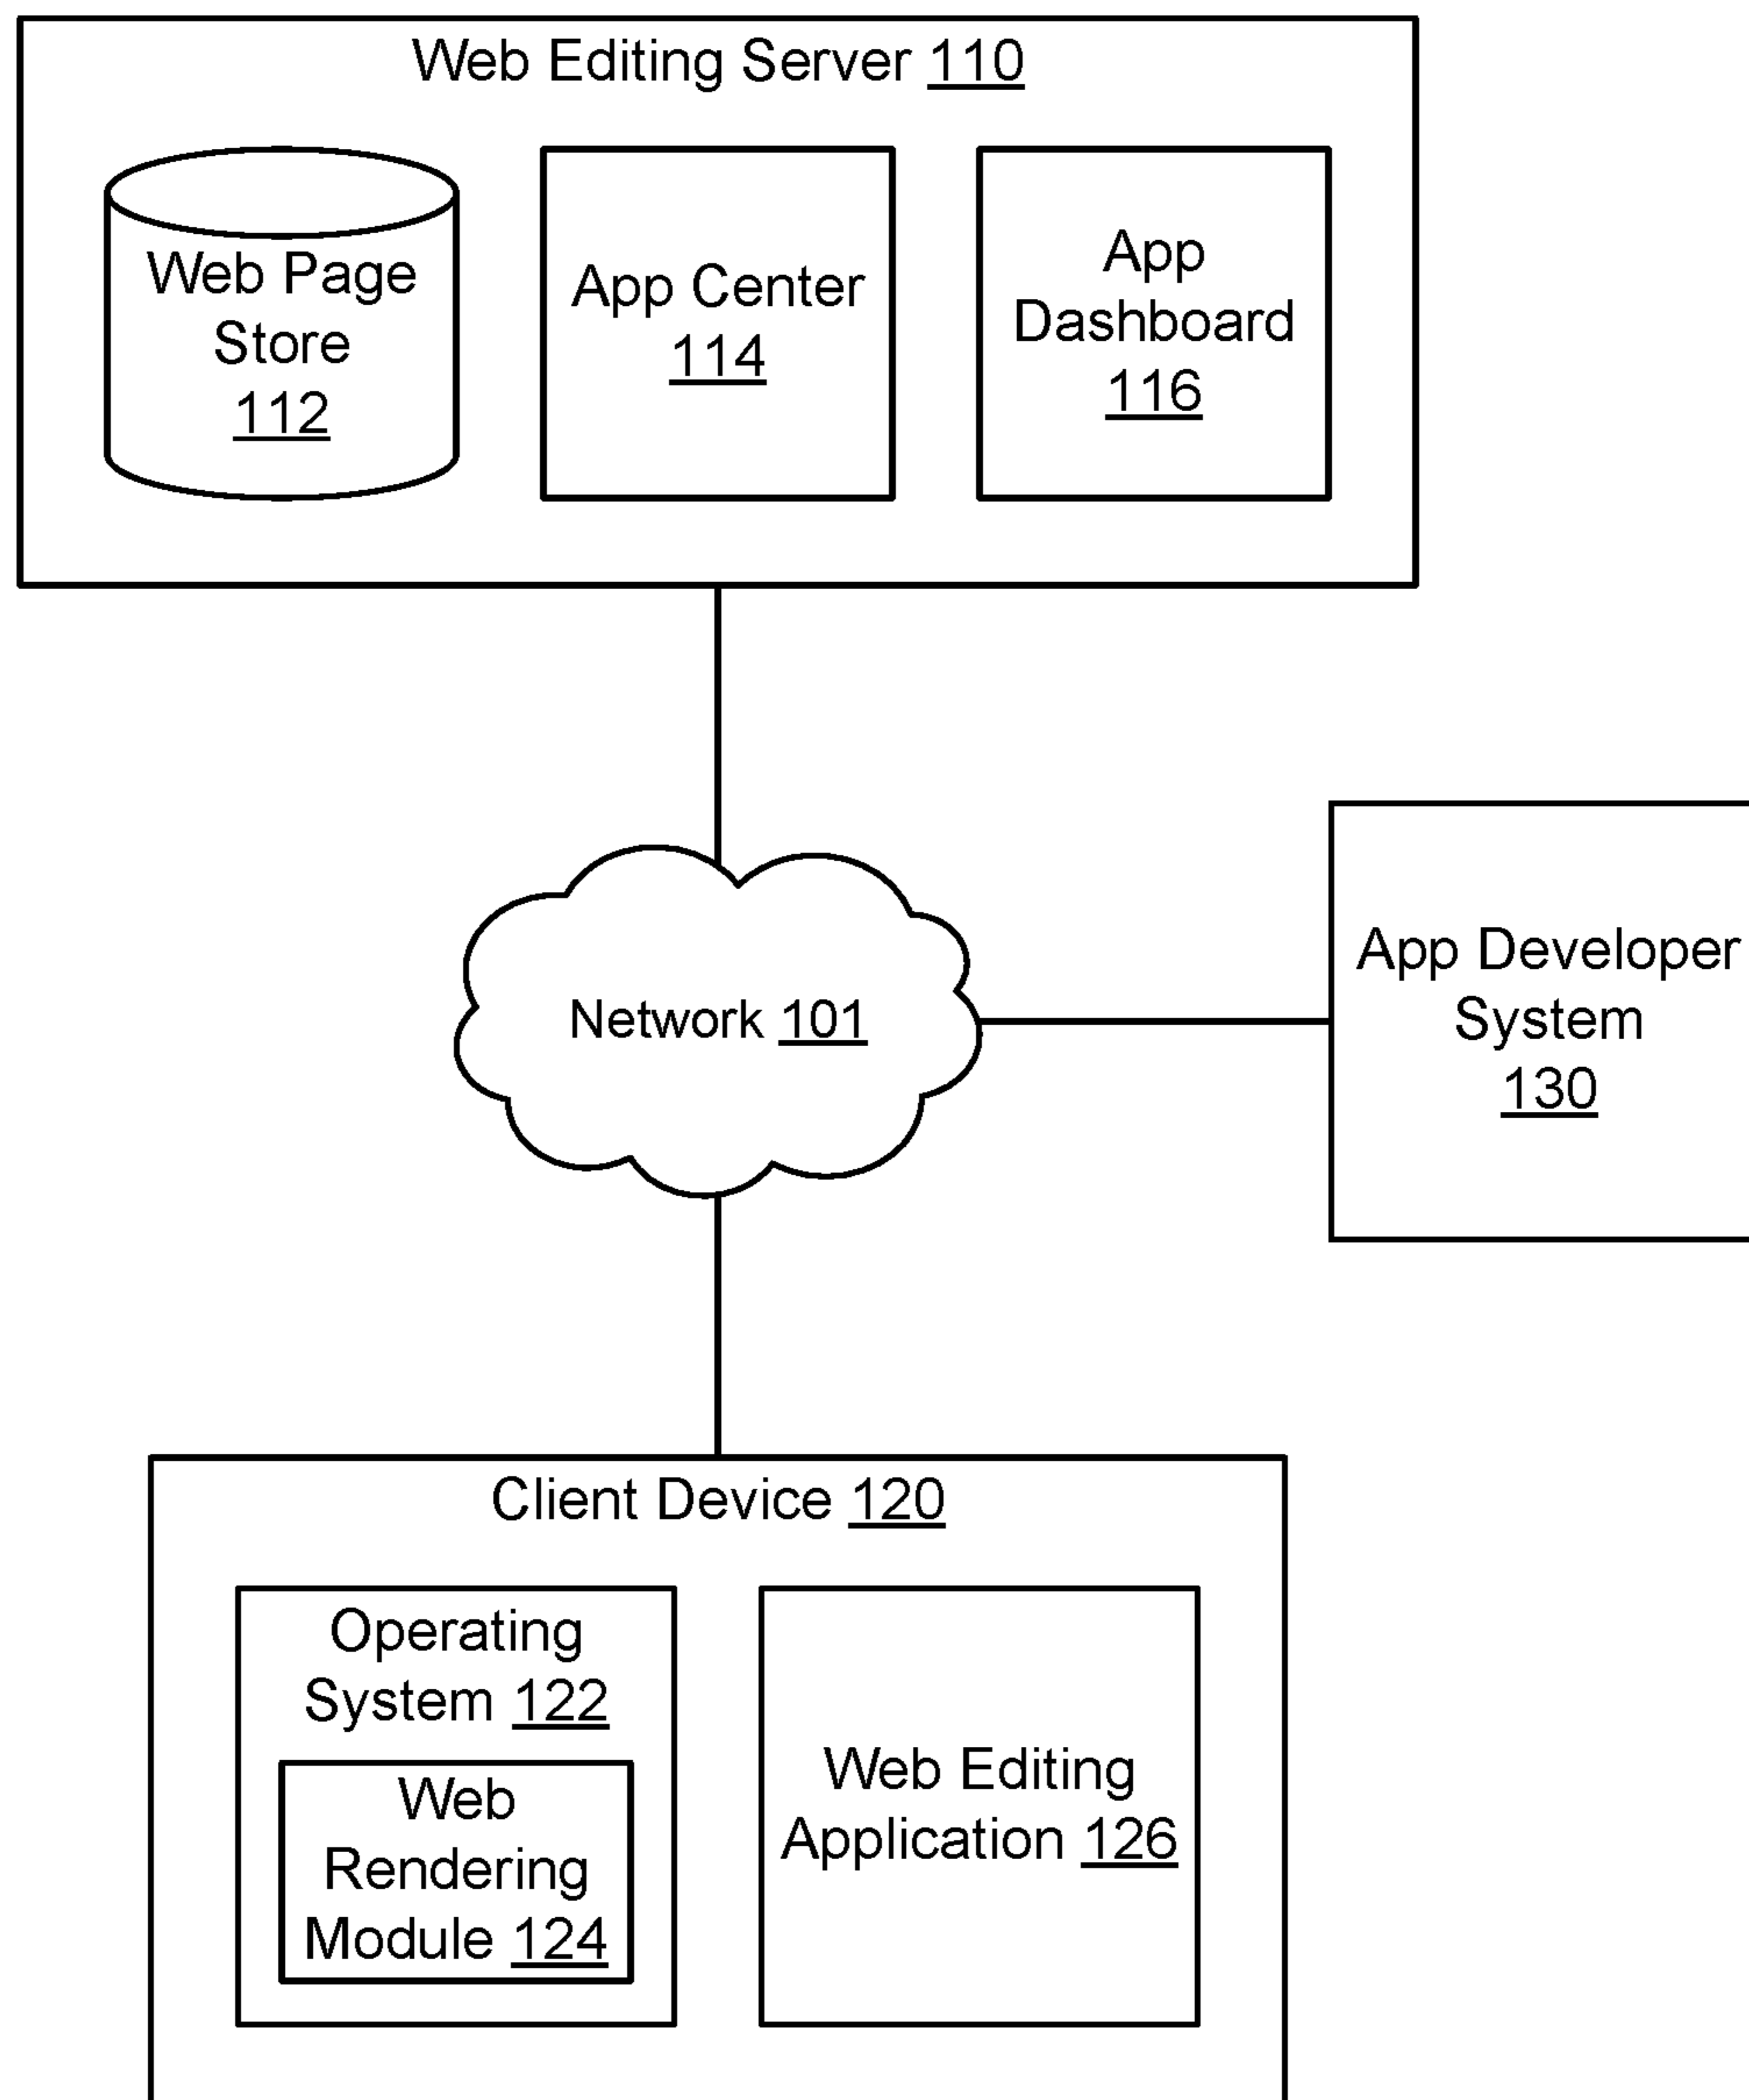 Web Editing Server 110
Web Page
Store
112
App Center
114
App
Dashboard
116
Network 101
App Developer
System
130
Client Device 120
Operating
System 122
Web
Rendering
Module 124
Web Editing
Application 126